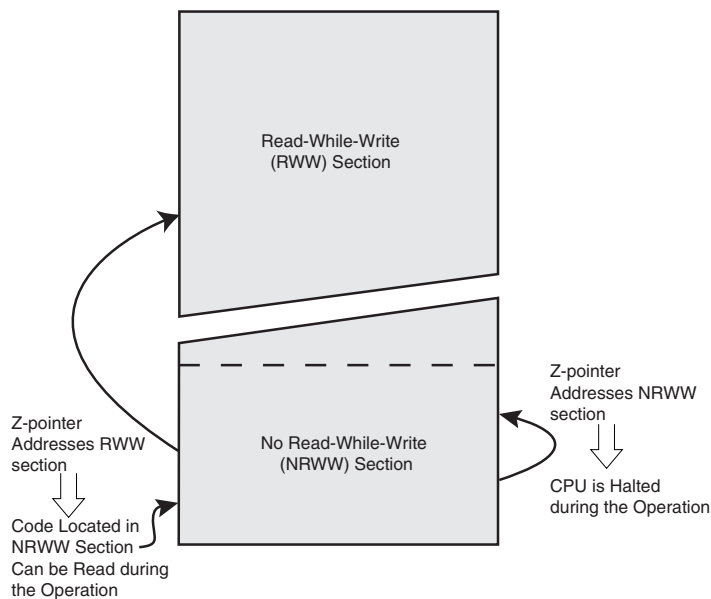 Read-While-Write
(RWW) Section
Z-pointer
Addresses NRWW
section
No Read-While-Write
(NRWW) Section
CPU is Halted
during the Operation
Z-pointer
Addresses RWW
section
Code Located in
NRWW Section
Can be Read during
the Operation